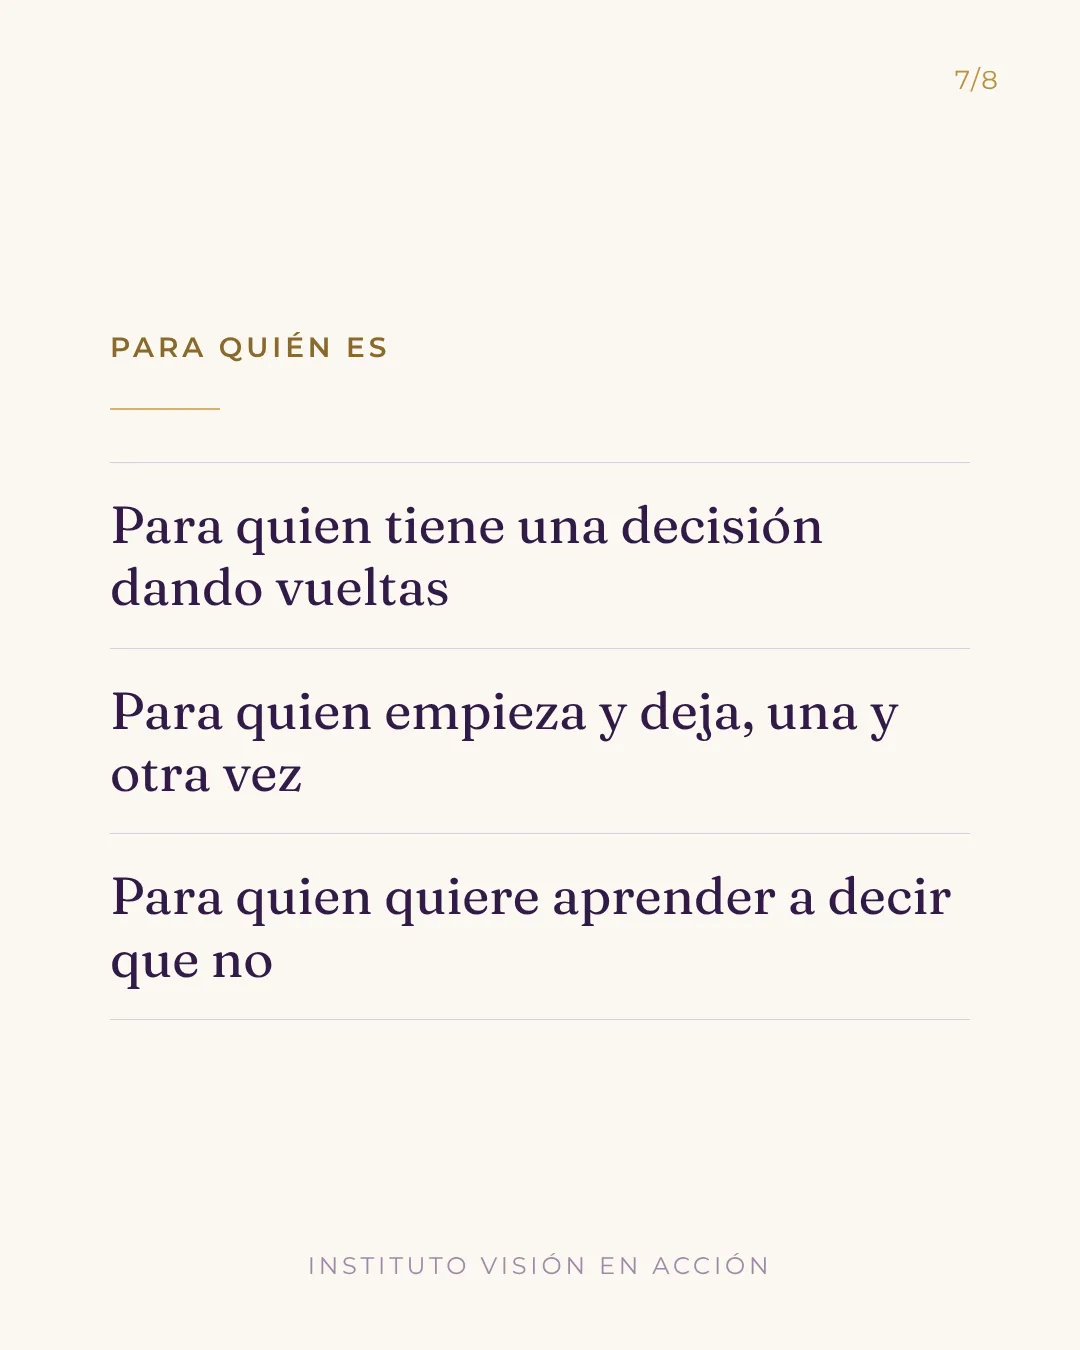 7/8
PARA QUIÉN ES
Para quien tiene una decisión
dando vueltas
Para quien empieza y deja, una y
otra vez
Para quien quiere aprender a decir
que no
INSTITUTO VISIÓN EN ACCIÓN